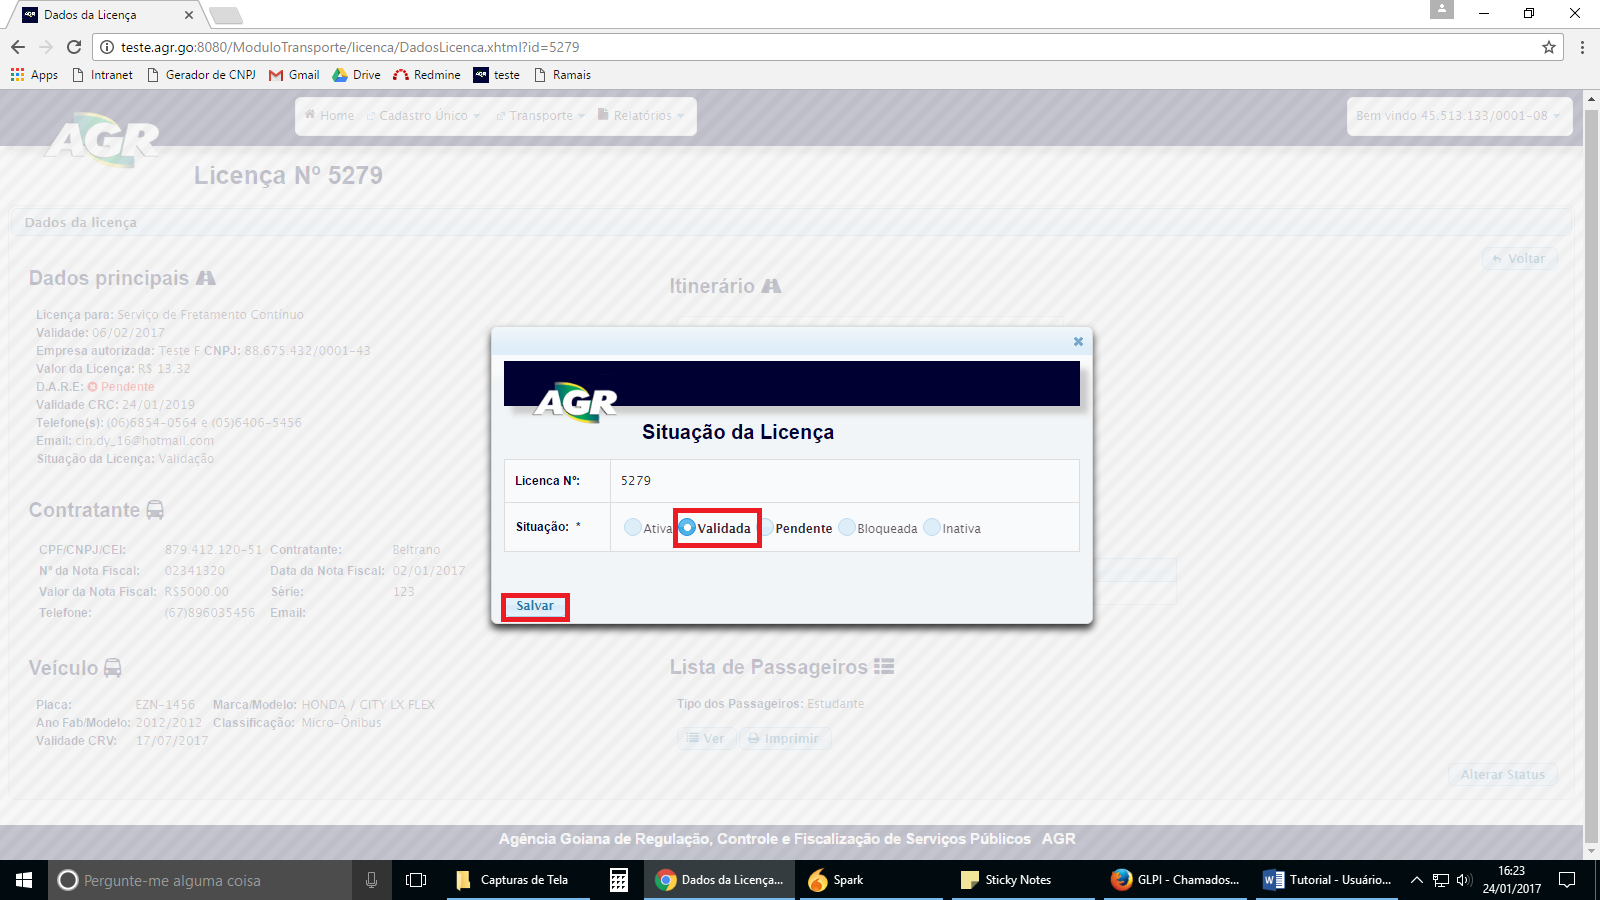 Dados da Licença
teste.agr.go:8080/ModuloTransporte/licenca/DadosLicenca.xhtml?id=5279
Apps Intranet Gerador de CNPJ Gmail Drive Redmine AGR teste Ramais
AGR
Home Cadastro Único Transporte Relatórios
Bem vindo 45.513.133/0001-08
Licença Nº 5279
Dados da licença
Voltar
Dados principais
Licença para: Serviço de Fretamento Contínuo
Validade: 06/02/2017
Empresa autorizada: Teste F CNPJ: 88.675.432/0001-43
Valor da Licença: R$ 13.32
D.A.R.E: Pendente
Validade CRC: 24/01/2019
Telefone(s): (06)6854-0564 e (05)6406-5456
Email: cin.dy_16@hotmail.com
Situação da Licença: Validação
Itinerário
AGR
Situação da Licença
Licenca Nº: 5279
Situação: * Ativa Validada Pendente Bloqueada Inativa
Salvar
Contratante
CPF/CNPJ/CEI: 879.412.120-51 Contratante: Beltrano
Nº da Nota Fiscal: 02341320 Data da Nota Fiscal: 02/01/2017
Valor da Nota Fiscal: R$5000.00 Série: 123
Telefone: (67)896035456 Email:
Veículo
Placa: EZN-1456 Marca/Modelo: HONDA / CITY LX FLEX
Ano Fab/Modelo: 2012/2012 Classificação: Micro-Ônibus
Validade CRV: 17/07/2017
Lista de Passageiros
Tipo dos Passageiros: Estudante
Ver Imprimir
Alterar Status
Agência Goiana de Regulação, Controle e Fiscalização de Serviços Públicos AGR
Pergunte-me alguma coisa
Capturas de Tela
Dados da Licença...
Spark
Sticky Notes
GLPI - Chamados...
Tutorial - Usuário...
16:23
24/01/2017